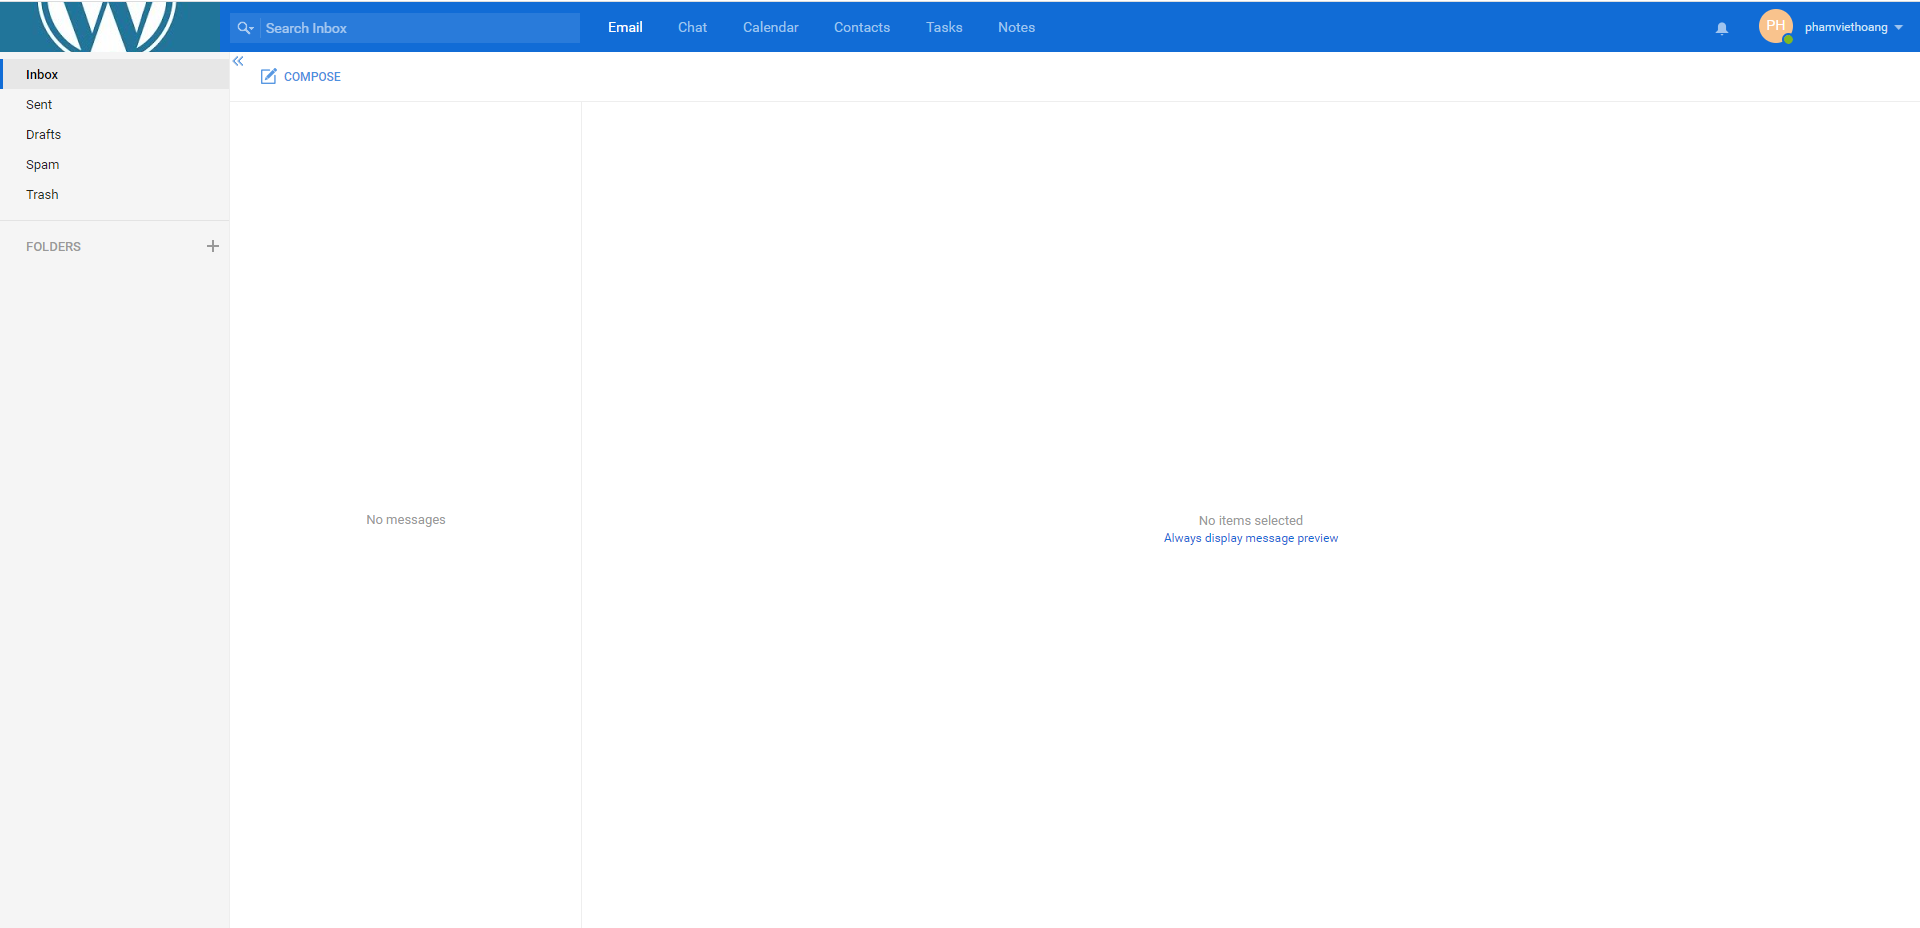 Search Inbox
Email
Chat
Calendar
Contacts
Tasks
Notes
PH
phamviethoang
Inbox
Sent
Drafts
Spam
Trash
FOLDERS
COMPOSE
No messages
No items selected
Always display message preview